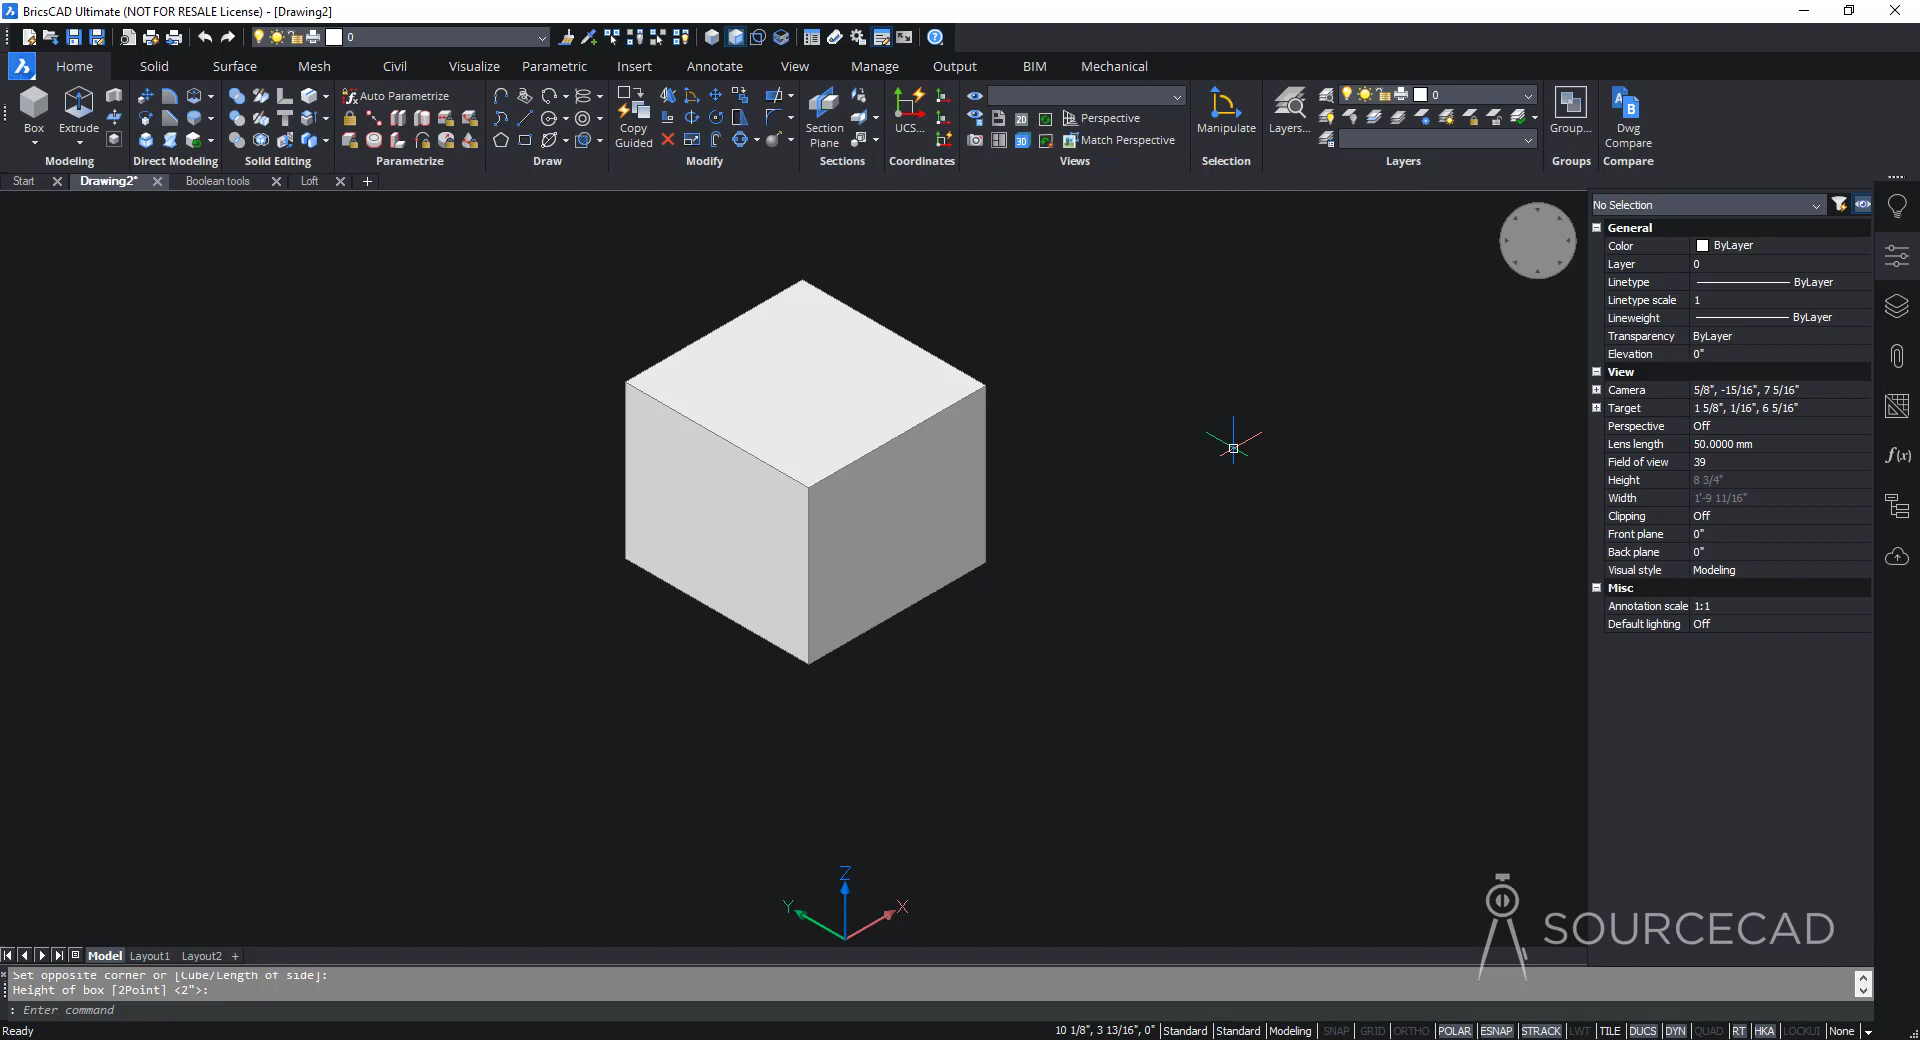 BricsCAD Ultimate (NOT FOR RESALE License) - [Drawing2]
0
Home Solid Surface Mesh Parametric Civil Visualize Parametric Insert Annotate View Manage Output BIM Mechanical
Auto Parametrize
Box Extrude
Copy Guided
Section Plane
UCS...
Perspective
Match Perspective
Manipulate
Layers...
0
Group...
Dwg Compare
Modeling Direct Modeling Solid Editing Parametrize Draw Modify Sections Coordinates Views Selection Layers Groups Compare
Start Drawing2* Boolean tools Loft +
No Selection
General
Color ByLayer
Layer 0
Linetype ByLayer
Linetype scale 1
Lineweight ByLayer
Transparency ByLayer
Elevation 0"
View
Camera 5/8", -15/16", 7 5/16"
Target 1 5/8", 1/16", 6 5/16"
Perspective Off
Lens length 50.0000 mm
Field of view 39
Height 8 3/4"
Width 1'-9 11/16"
Clipping Off
Front plane 0"
Back plane 0"
Visual style Modeling
Misc
Annotation scale 1:1
Default lighting Off
f(x)
2D
3D
Z
Y X
SOURCECAD
Model Layout1 Layout2 +
Set opposite corner or [Cube/Length of side]:
Height of box [2Point] <2">:
: Enter command
Ready
10 1/8", 3 13/16", 0" Standard Standard Modeling SNAP GRID ORTHO POLAR ESNAP STRACK LWT TILE DUCS DYN QUAD RT HKA LOCKUI None